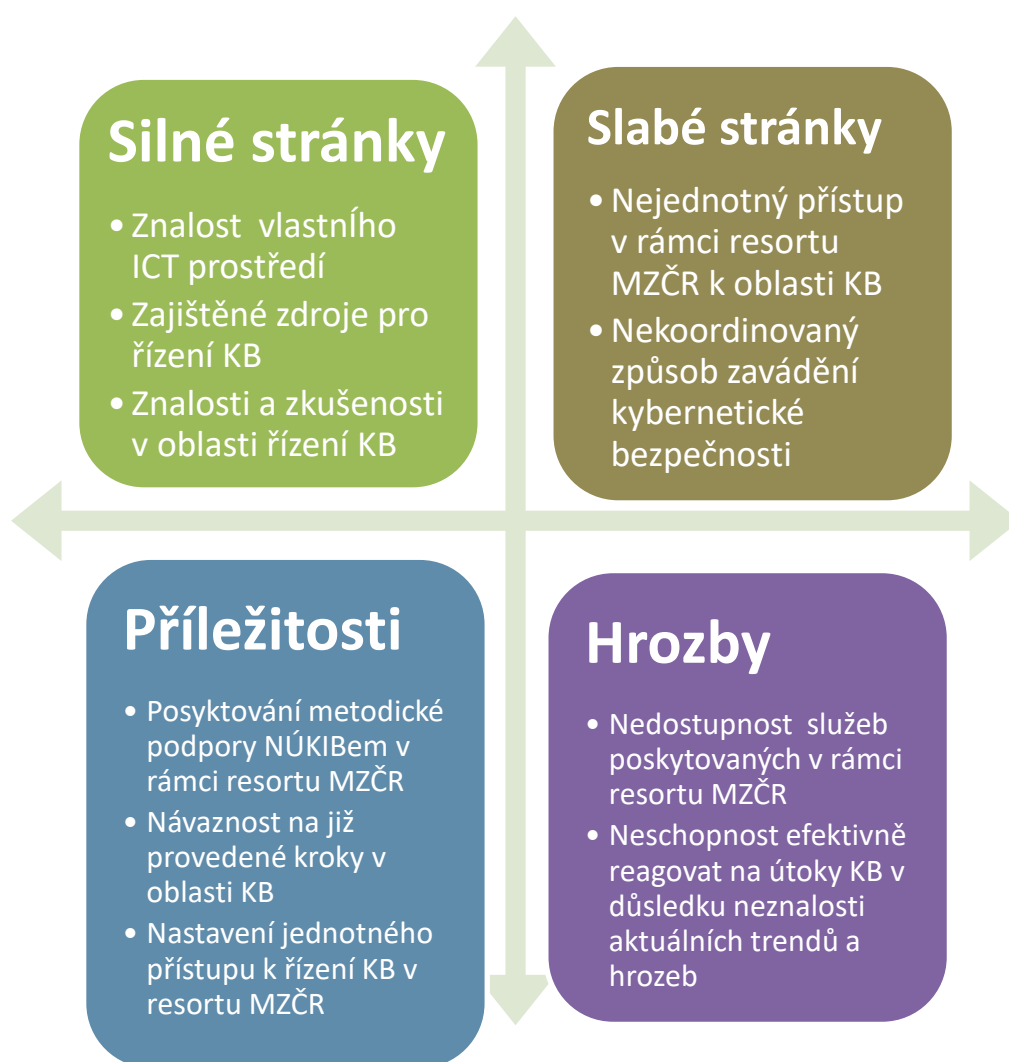 Silné stránky
• Znalost  vlastního
ICT prostředí
• Zajištěné zdroje pro
řízení KB
• Znalosti a zkušenosti
v oblasti řízení KB
Slabé stránky
• Nejednotný přístup
v rámci resortu
MZČR k oblasti KB
• Nekoordinovaný
způsob zavádění
kybernetické
bezpečnosti
Příležitosti
• Posyktování metodické
podpory NÚKIBem v
rámci resortu MZČR
• Návaznost na již
provedené kroky v
oblasti KB
• Nastavení jednotného
přístupu k řízení KB v
resortu MZČR
Hrozby
• Nedostupnost  služeb
poskytovaných v rámci
resortu MZČR
• Neschopnost efektivně
reagovat na útoky KB v
důsledku neznalosti
aktuálních trendů a
hrozeb